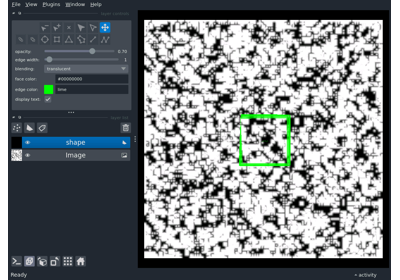 File View Plugins Window Help
opacity: 0.70
edge width: 1
blending: translucent
face color: #00000000
edge color: lime
display text: ✓
shape
Image
Ready
activity